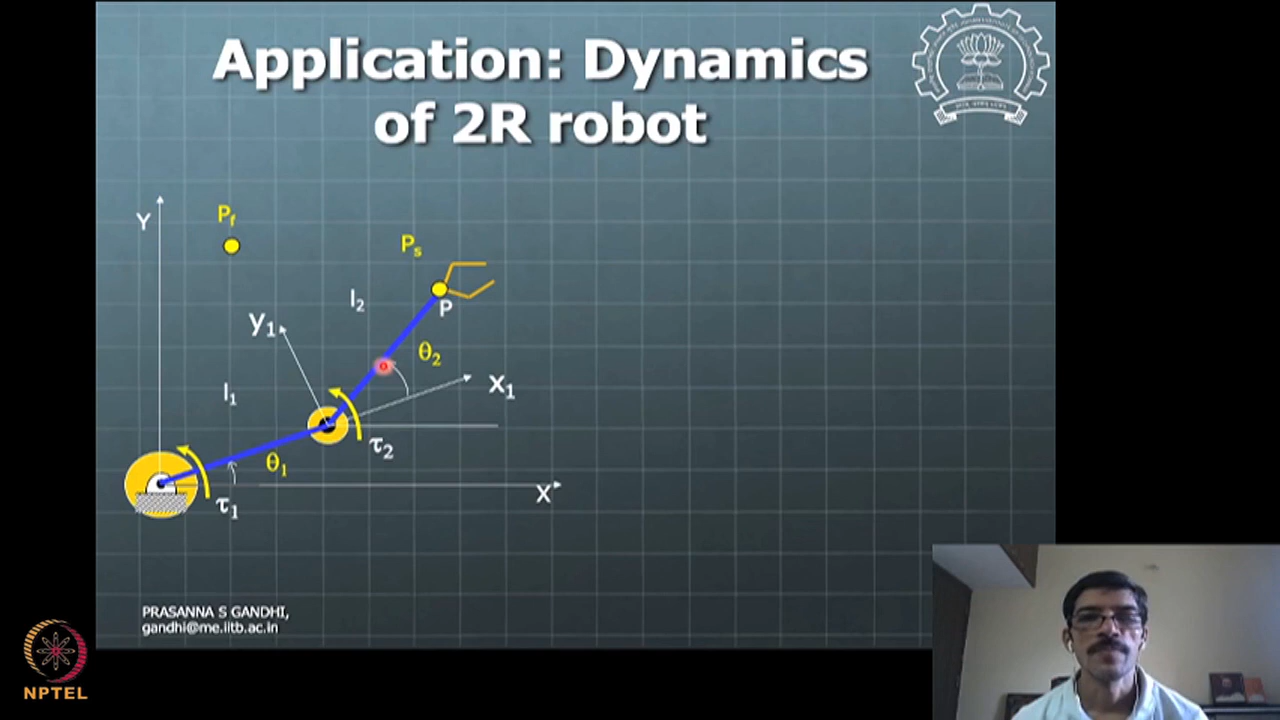 Application: Dynamics
of 2R robot
Y
Pf
Ps
l2
P
y1
θ2
x1
l1
τ2
θ1
X
τ1
PRASANNA S GANDHI,
gandhi@me.iitb.ac.in
NPTEL